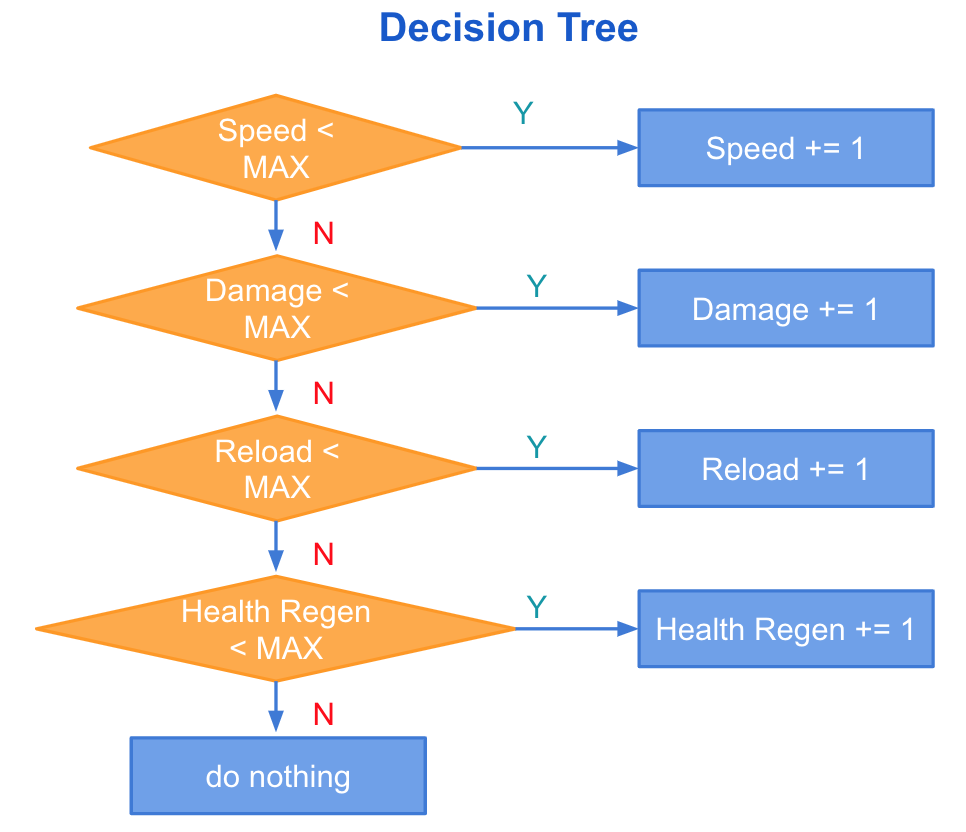 Decision Tree
Speed <
MAX
Y
Speed += 1
N
Damage <
MAX
Y
Damage += 1
N
Reload <
MAX
Y
Reload += 1
N
Health Regen
< MAX
Y
Health Regen += 1
N
do nothing